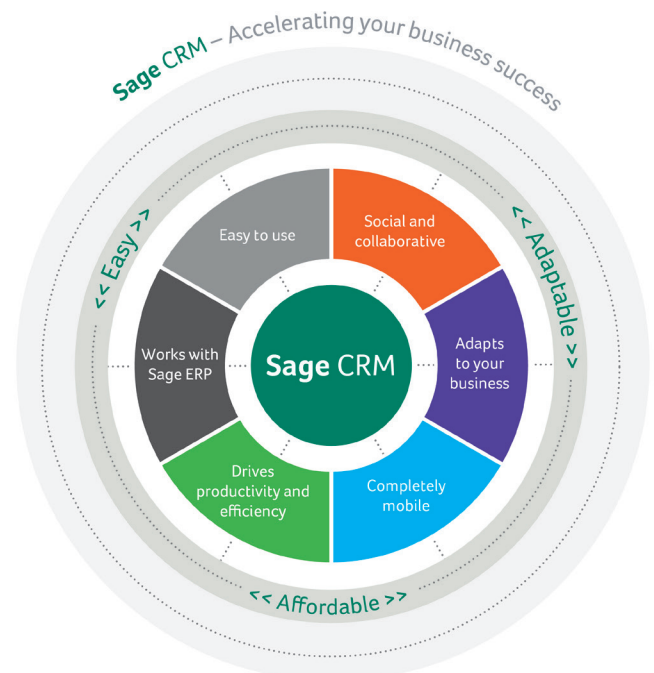 Sage CRM – Accelerating your business success
<< Easy >>
<< Adaptable >>
Easy to use
Social and
collaborative
Works with
Sage ERP
Sage CRM
Adapts
to your
business
Drives
productivity and
efficiency
Completely
mobile
<< Affordable >>